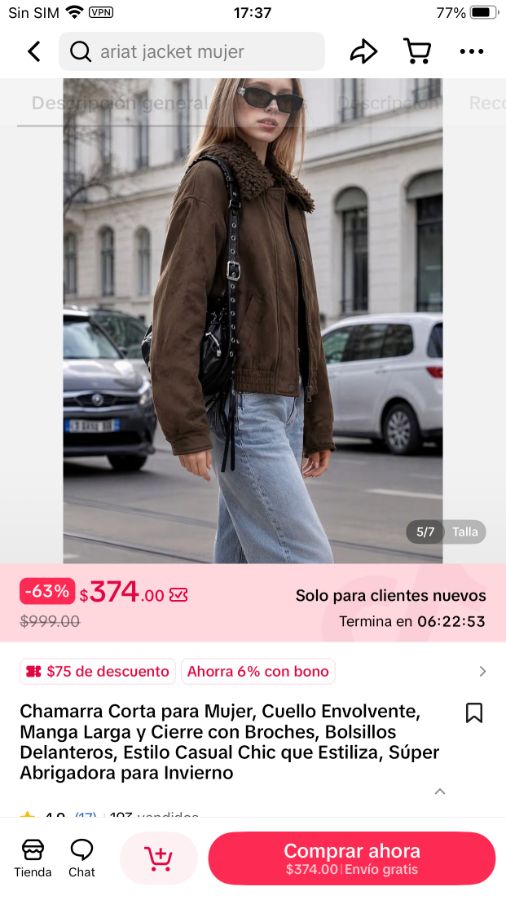 Sin SIM VPN 17:37 77%
ariat jacket mujer
Descripción general Descripción Reco
5/7 Talla
-63% $374.00 Solo para clientes nuevos
$999.00 Termina en 06:22:53
$75 de descuento Ahorra 6% con bono
Chamarra Corta para Mujer, Cuello Envolvente,
Manga Larga y Cierre con Broches, Bolsillos
Delanteros, Estilo Casual Chic que Estiliza, Súper
Abrigadora para Invierno
(17) 193 vendidos
Tienda Chat Comprar ahora
$374.00 | Envío gratis